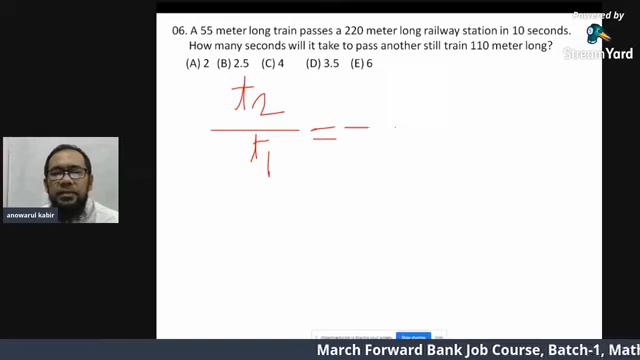 Powered by
StreamYard
06. A 55 meter long train passes a 220 meter long railway station in 10 seconds.
How many seconds will it take to pass another still train 110 meter long?
(A) 2 (B) 2.5 (C) 4 (D) 3.5 (E) 6
t2
t1
=
anowarul kabir
March Forward Bank Job Course, Batch-1, Mat